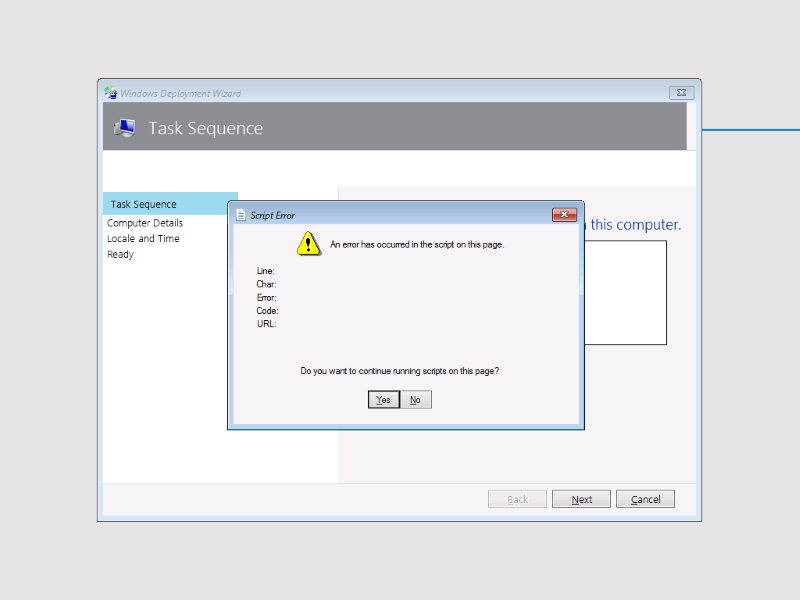 Windows Deployment Wizard
Task Sequence
Task Sequence
Computer Details
Locale and Time
Ready
this computer.
Script Error
An error has occurred in the script on this page.
Line:
Char:
Error:
Code:
URL:
Do you want to continue running scripts on this page?
Yes No
Back Next Cancel